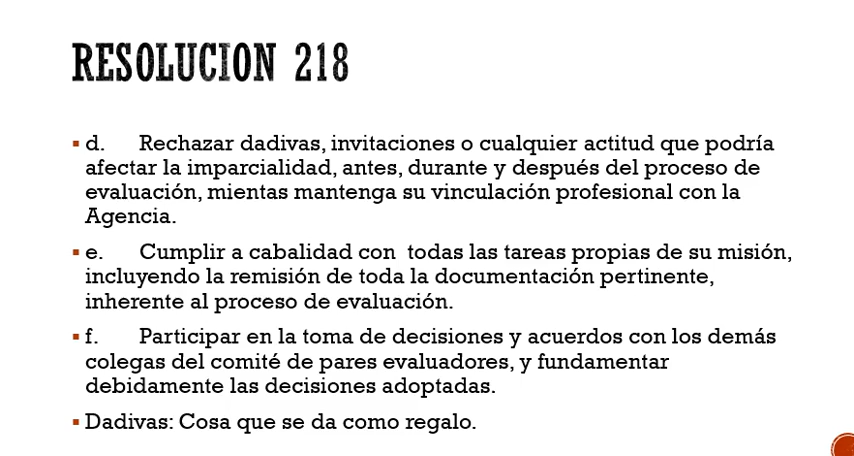 RESOLUCION 218
▪ d. Rechazar dadivas, invitaciones o cualquier actitud que podría
afectar la imparcialidad, antes, durante y después del proceso de
evaluación, mientas mantenga su vinculación profesional con la
Agencia.
▪ e. Cumplir a cabalidad con todas las tareas propias de su misión,
incluyendo la remisión de toda la documentación pertinente,
inherente al proceso de evaluación.
▪ f. Participar en la toma de decisiones y acuerdos con los demás
colegas del comité de pares evaluadores, y fundamentar
debidamente las decisiones adoptadas.
▪ Dadivas: Cosa que se da como regalo.